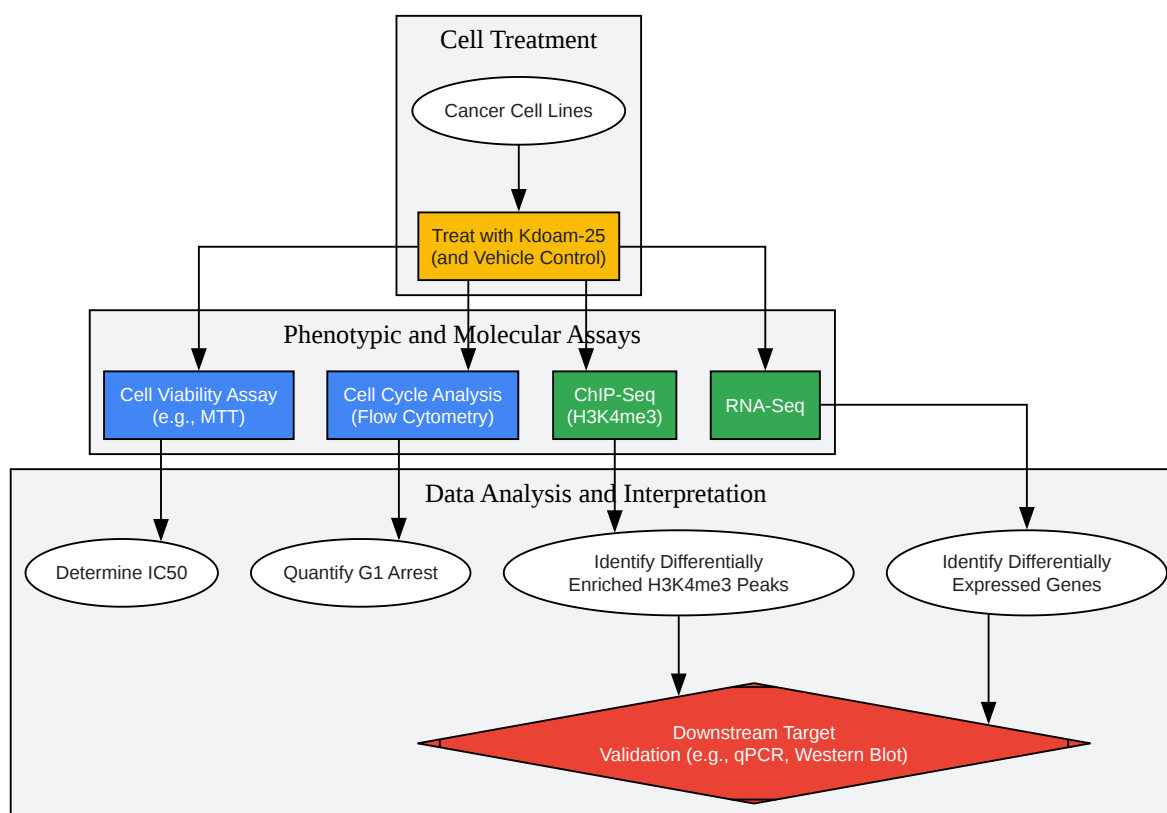 Cell Treatment
Cancer Cell Lines
Treat with Kdoam-25
(and Vehicle Control)
Phenotypic and Molecular Assays
Cell Viability Assay
(e.g., MTT)
Cell Cycle Analysis
(Flow Cytometry)
ChIP-Seq
(H3K4me3)
RNA-Seq
Data Analysis and Interpretation
Determine IC50
Quantify G1 Arrest
Identify Differentially
Enriched H3K4me3 Peaks
Identify Differentially
Expressed Genes
Downstream Target
Validation (e.g., qPCR, Western Blot)